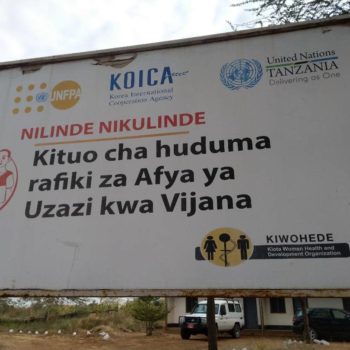 UNFPA
KOICA
Korea International
Cooperation Agency
United Nations
TANZANIA
Delivering as One
NILINDE NIKULINDE
Kituo cha huduma
rafiki za Afya ya
Uzazi kwa Vijana
KIWOHEDE
Kiota Women Health and
Development Organization